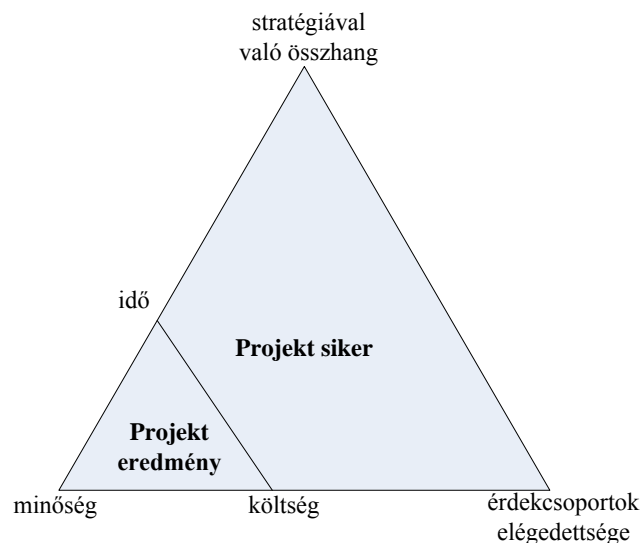 stratégiával
való összhang
idő
Projekt siker
Projekt
eredmény
minőség
költség
érdekcsoportok
elégedettsége